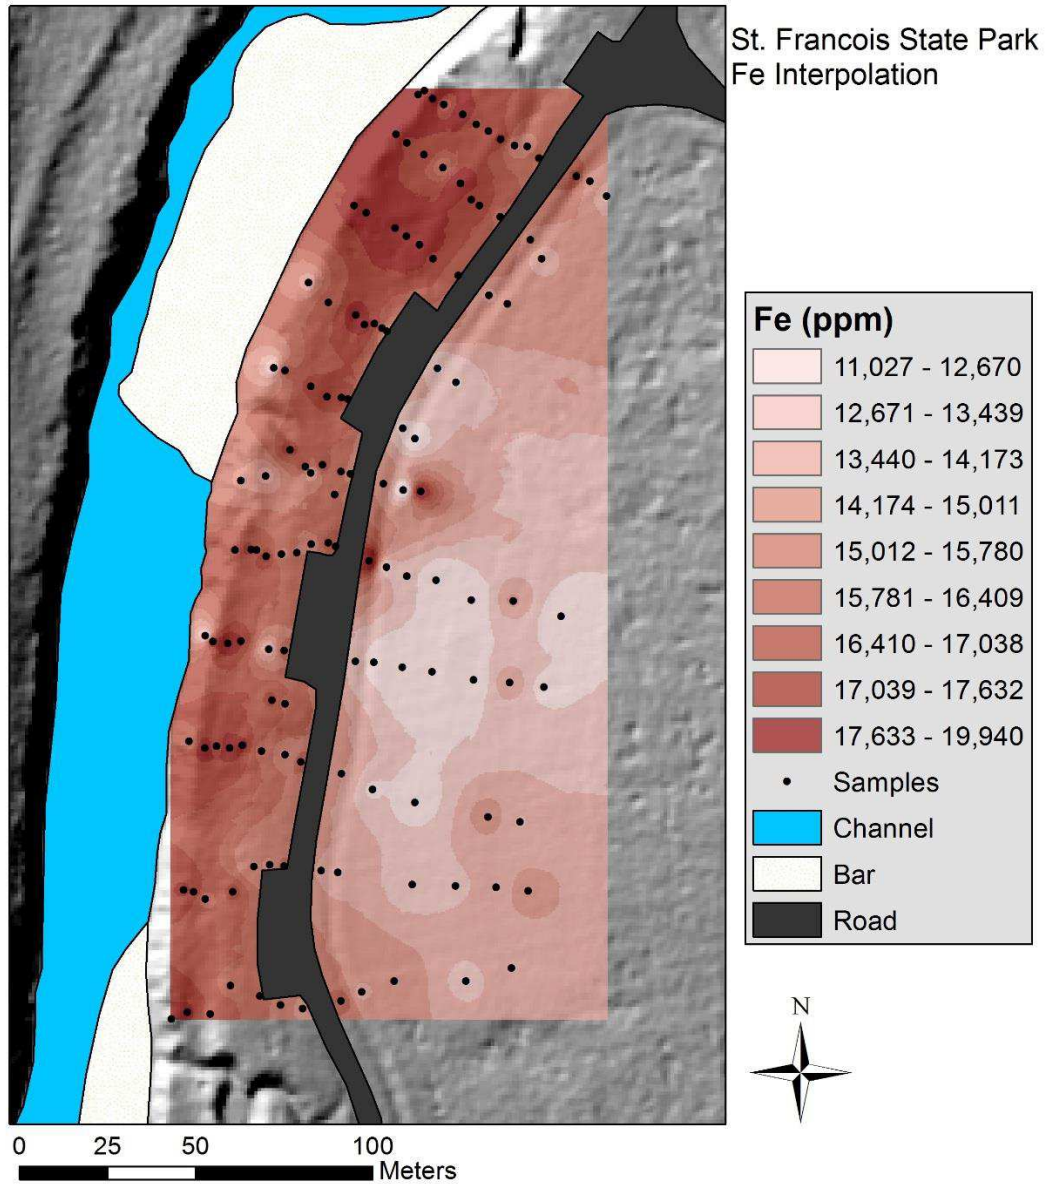 St. Francois State Park
Fe Interpolation
Fe (ppm)
11,027 - 12,670
12,671 - 13,439
13,440 - 14,173
14,174 - 15,011
15,012 - 15,780
15,781 - 16,409
16,410 - 17,038
17,039 - 17,632
17,633 - 19,940
Samples
Channel
Bar
Road
N
0 25 50 100
Meters